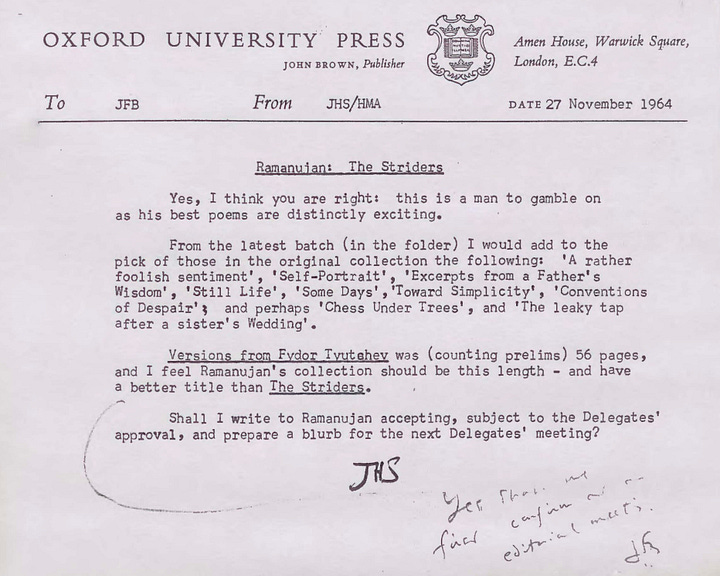 OXFORD UNIVERSITY PRESS
JOHN BROWN, Publisher
Amen House, Warwick Square,
London, E.C.4
To JFB From JHS/HMA DATE 27 November 1964
Ramanujan: The Striders
Yes, I think you are right: this is a man to gamble on
as his best poems are distinctly exciting.
From the latest batch (in the folder) I would add to the
pick of those in the original collection the following: 'A rather
foolish sentiment', 'Self-Portrait', 'Excerpts from a Father's
Wisdom', 'Still Life', 'Some Days','Toward Simplicity', 'Conventions
of Despair'; and perhaps 'Chess Under Trees', and 'The leaky tap
after a sister's Wedding'.
Versions from Fydor Tyutahev was (counting prelims) 56 pages,
and I feel Ramanujan's collection should be this length - and have
a better title than The Striders.
Shall I write to Ramanujan accepting, subject to the Delegates'
approval, and prepare a blurb for the next Delegates' meeting?
JHS
Yes
editorial